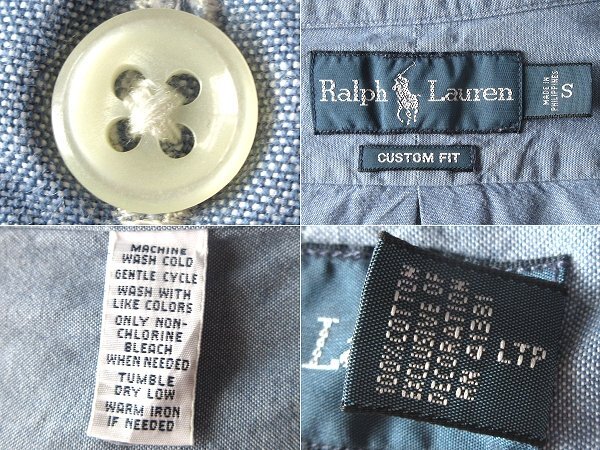 Ralph Lauren
MADE IN
PHILIPPINES
S
CUSTOM FIT
MACHINE
WASH COLD
GENTLE CYCLE
WASH WITH
LIKE COLORS
ONLY NON-
CHLORINE
BLEACH
WHEN NEEDED
TUMBLE
DRY LOW
WARM IRON
IF NEEDED
LTP